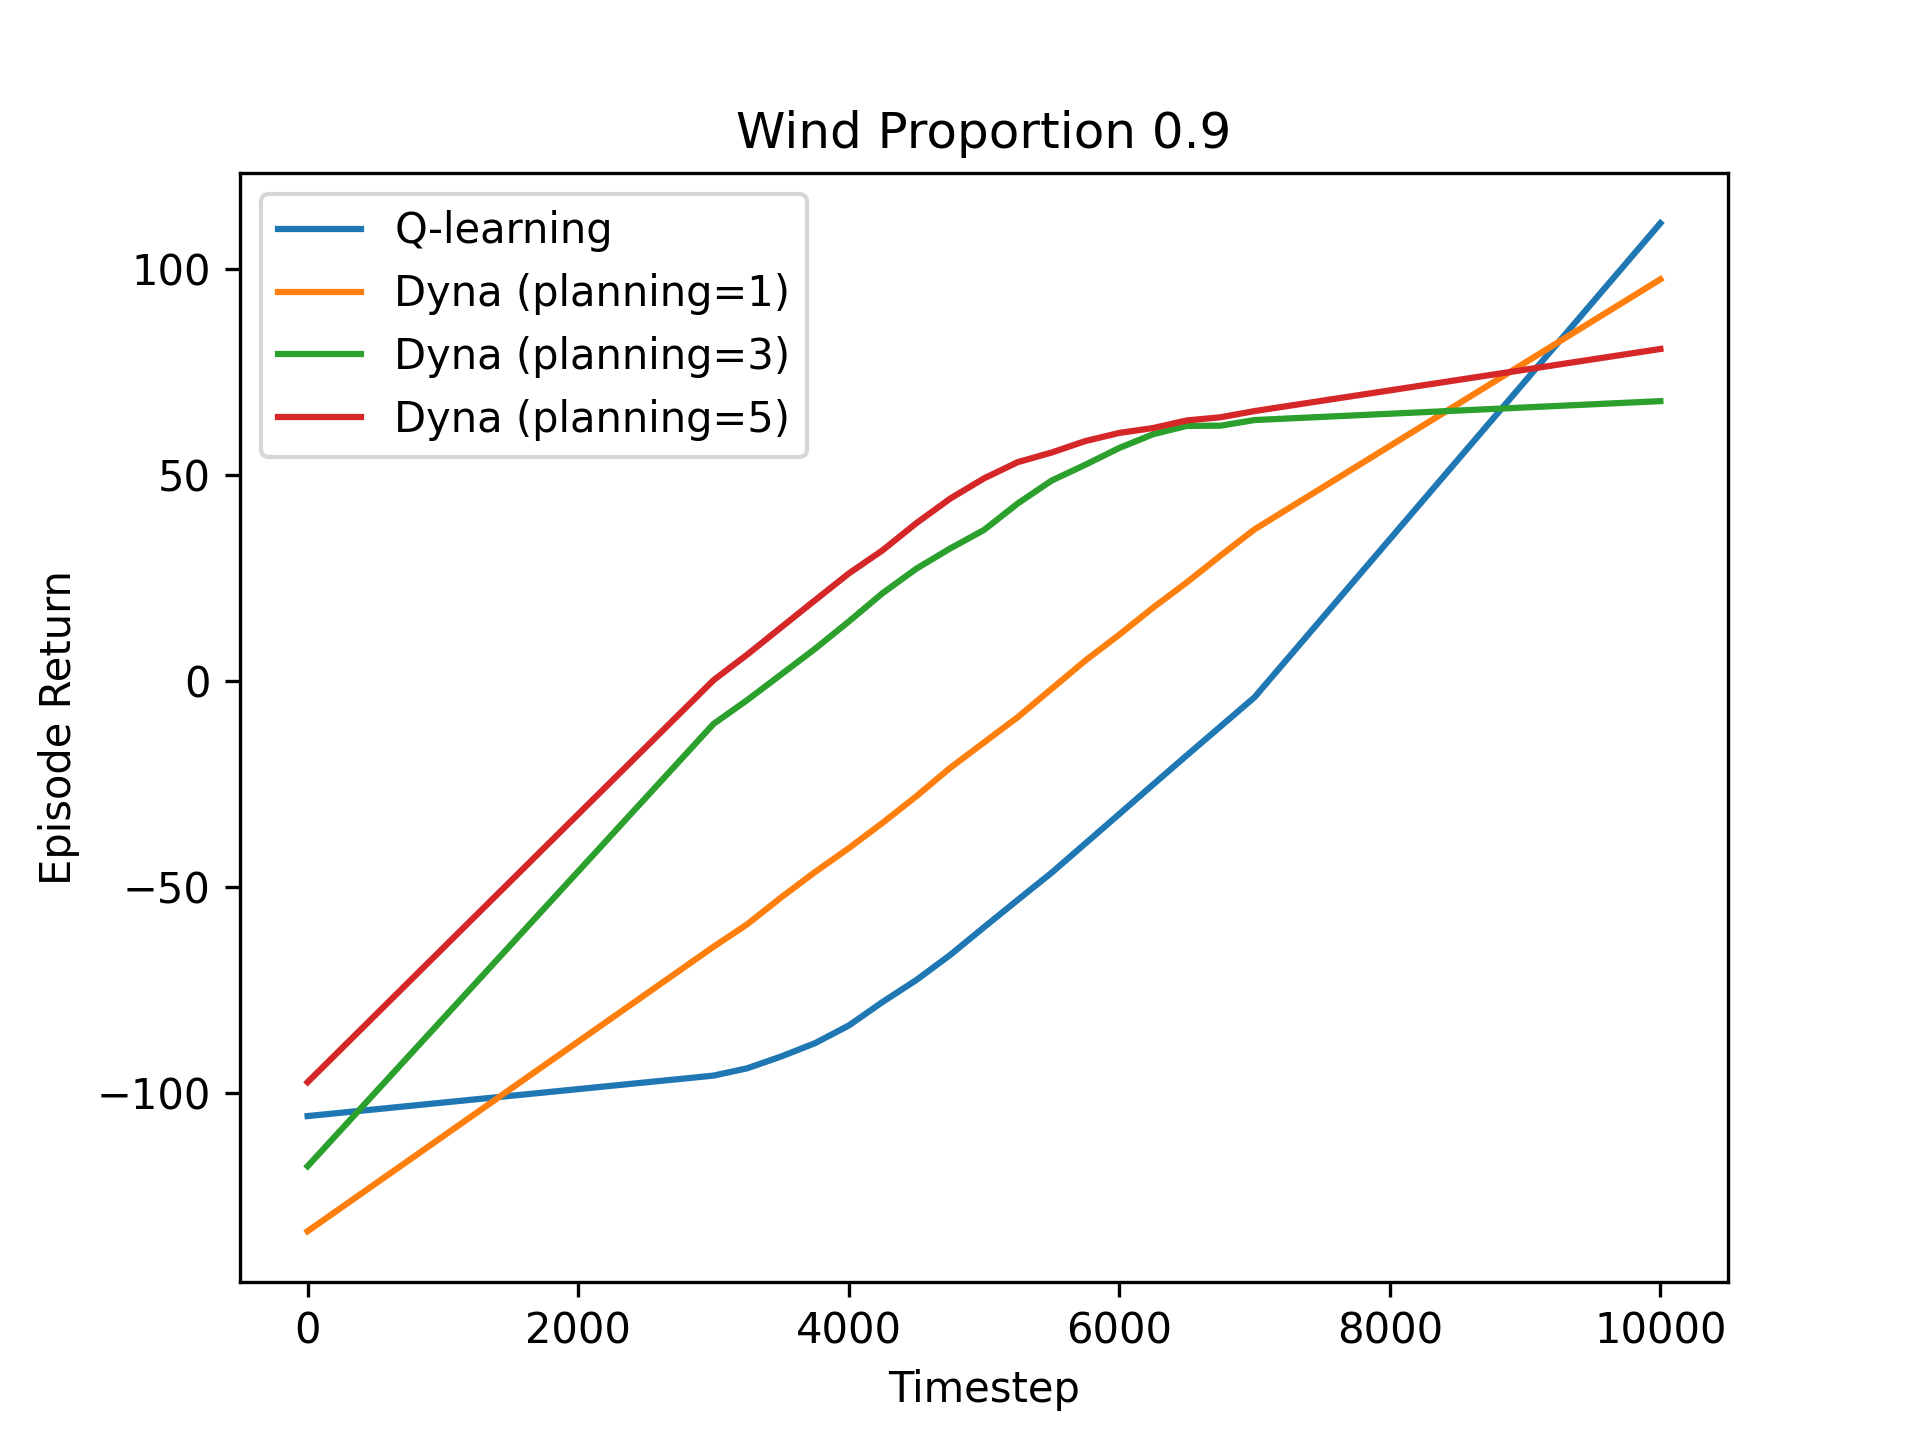 Wind Proportion 0.9
Q-learning
Dyna (planning=1)
Dyna (planning=3)
Dyna (planning=5)
100
50
0
−50
−100
Episode Return
0 2000 4000 6000 8000 10000
Timestep